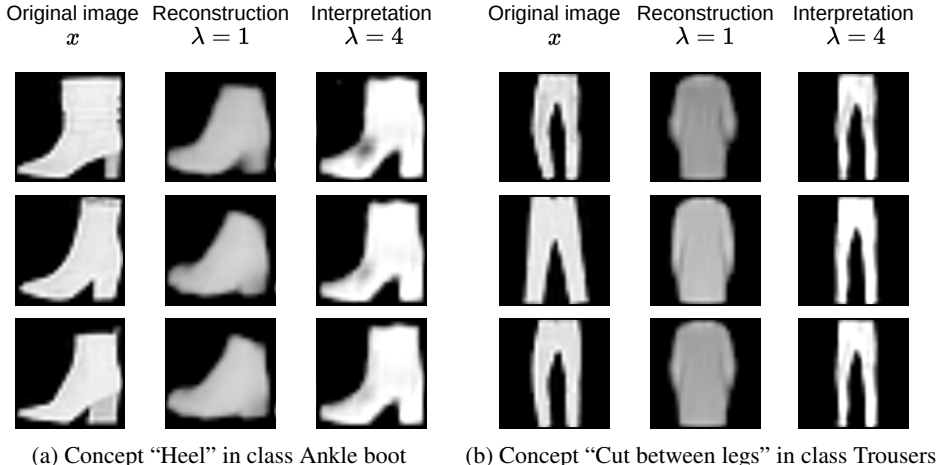 Original image Reconstruction Interpretation Original image Reconstruction Interpretation
x λ = 1 λ = 4 x λ = 1 λ = 4
(a) Concept “Heel” in class Ankle boot (b) Concept “Cut between legs” in class Trousers